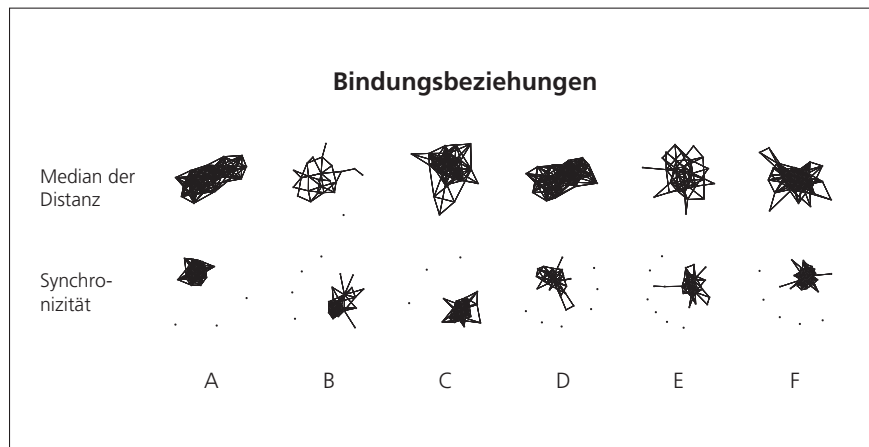 Bindungsbeziehungen
Median der
Distanz
Synchro-
nizität
A B C D E F